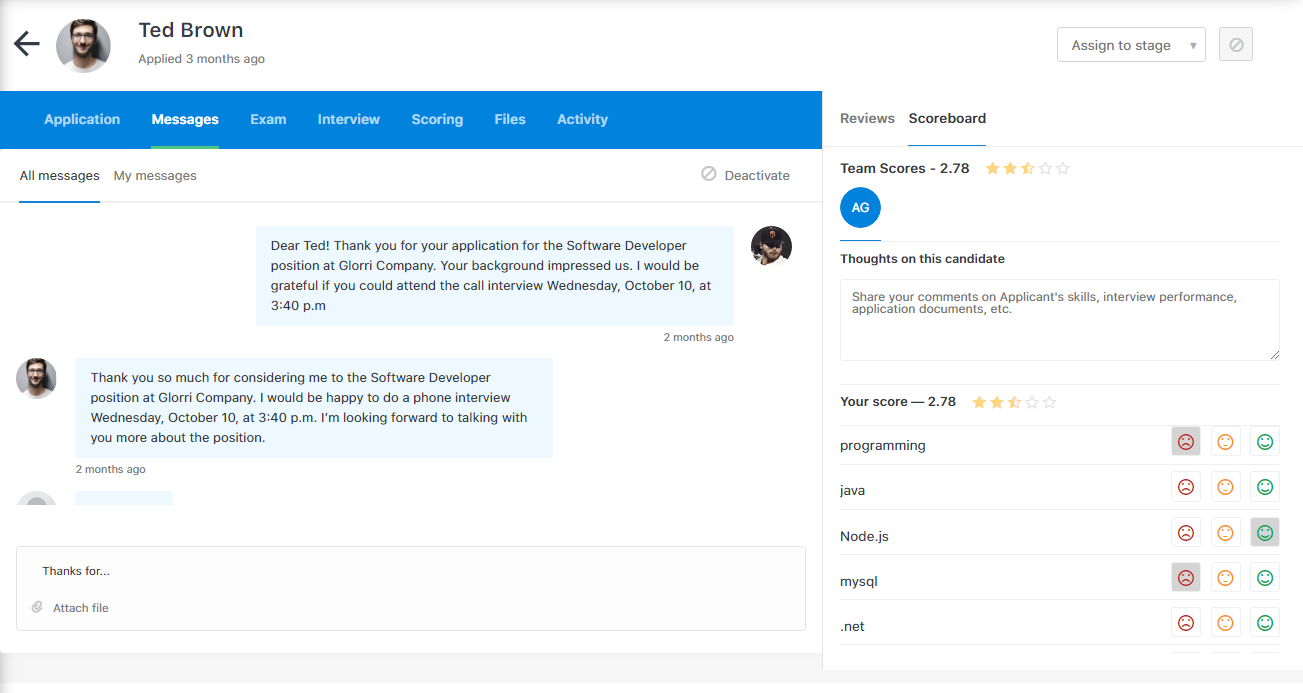 Ted Brown
Applied 3 months ago
Assign to stage
Application Messages Exam Interview Scoring Files Activity
All messages My messages Deactivate
Dear Ted! Thank you for your application for the Software Developer
position at Glorri Company. Your background impressed us. I would be
grateful if you could attend the call interview Wednesday, October 10, at
3:40 p.m
2 months ago
Thank you so much for considering me to the Software Developer
position at Glorri Company. I would be happy to do a phone interview
Wednesday, October 10, at 3:40 p.m. I’m looking forward to talking with
you more about the position.
2 months ago
Thanks for...
Attach file
Reviews Scoreboard
Team Scores - 2.78
AG
Thoughts on this candidate
Share your comments on Applicant's skills, interview performance,
application documents, etc.
Your score — 2.78
programming
java
Node.js
mysql
.net